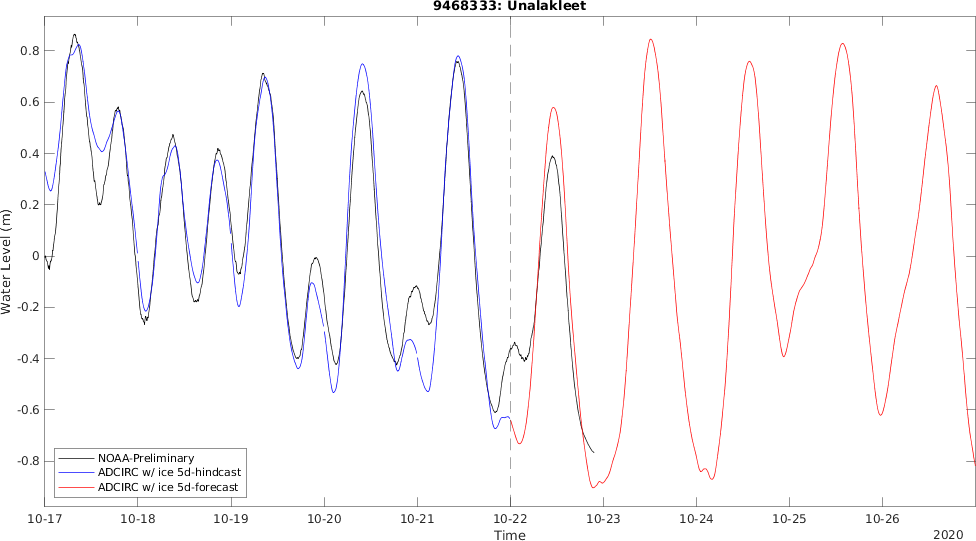 9468333: Unalakleet
Water Level (m)
0.8
0.6
0.4
0.2
0
-0.2
-0.4
-0.6
-0.8
NOAA-Preliminary
ADCIRC w/ ice 5d-hindcast
ADCIRC w/ ice 5d-forecast
10-17 10-18 10-19 10-20 10-21 10-22 10-23 10-24 10-25 10-26
Time
2020